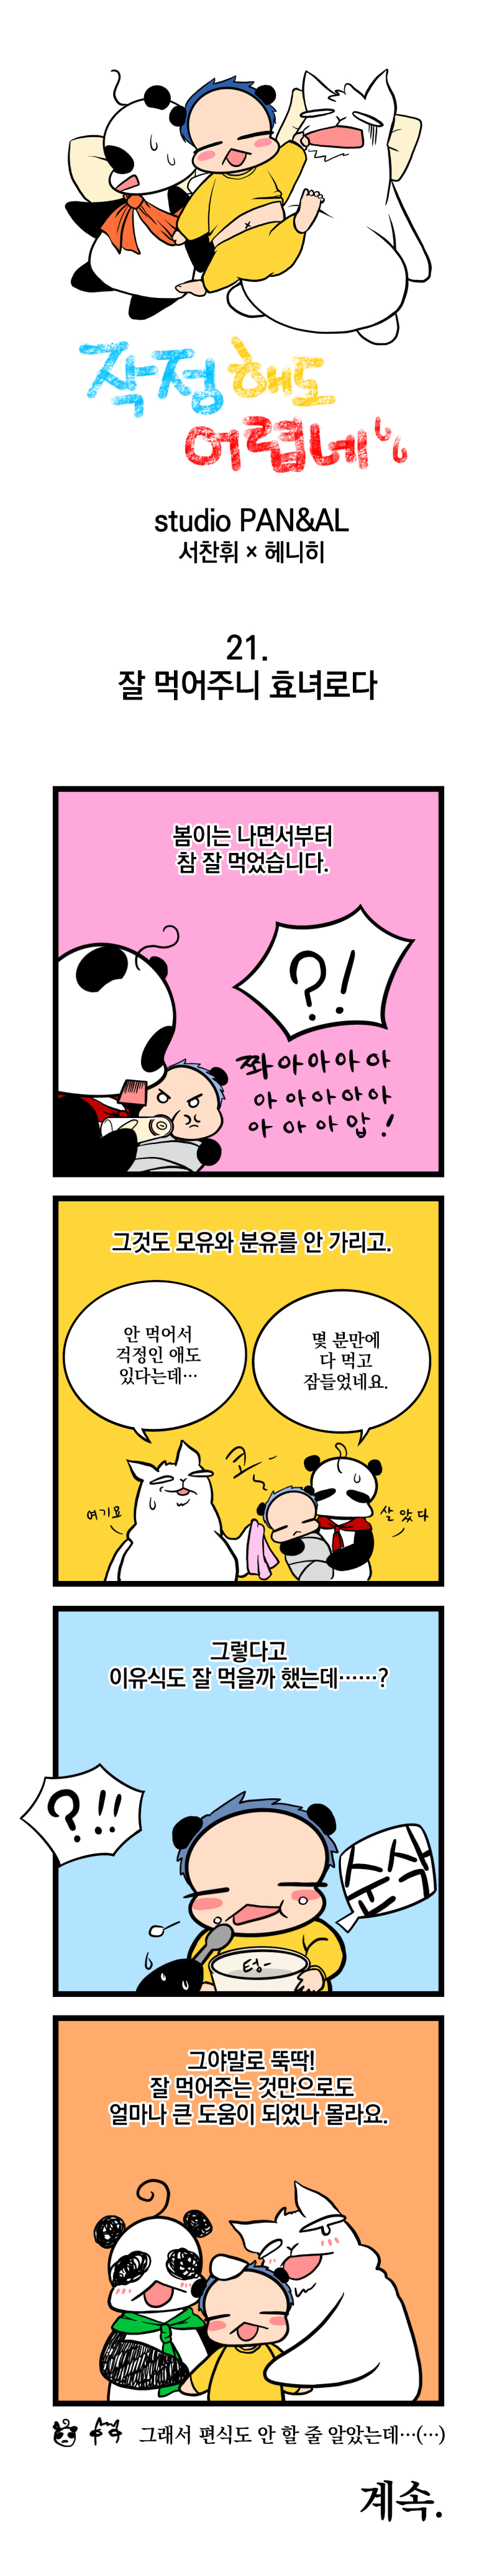 작정해도
어렵네
studio PAN&AL
서찬휘 × 헤니히
21.
잘 먹어주니 효녀로다
봄이는 나면서부터
참 잘 먹었습니다.
?!
쫘아아아아
아아아아아
아아아압!
그것도 모유와 분유를 안 가리고.
안 먹어서
걱정인 애도
있다는데…
몇 분만에
다 먹고
잠들었네요.
여기요
코~
살았다
그렇다고
이유식도 잘 먹을까 했는데……?
?!!
순삭
텅-
그야말로 뚝딱!
잘 먹어주는 것만으로도
얼마나 큰 도움이 되었나 몰라요.
그래서 편식도 안 할 줄 알았는데…(…)
계속.